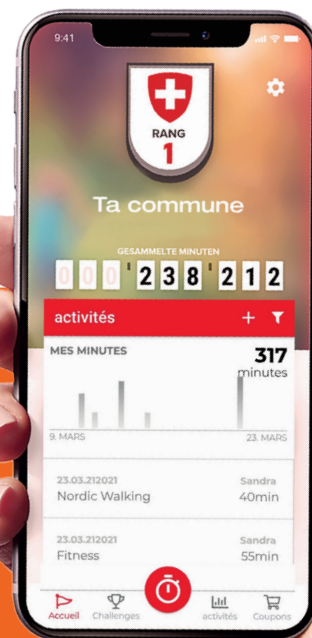 9:41
RANG
1
Ta commune
GESAMMELTE MINUTEN
000'238'212
activités
MES MINUTES
317
minutes
9. MARS
23. MARS
23.03.212021
Sandra
Nordic Walking
40min
23.03.212021
Sandra
Fitness
55min
Accueil
Challenges
activités
Coupons